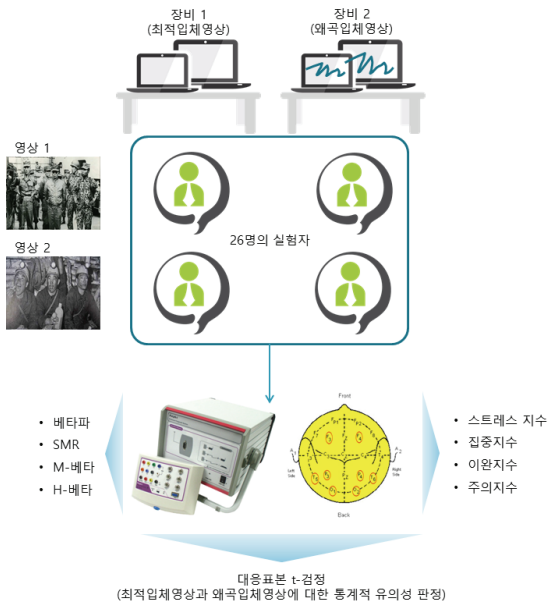 장비 1
(최적입체영상)
장비 2
(왜곡입체영상)
영상 1
영상 2
26명의 실험자
• 베타파
• SMR
• M-베타
• H-베타
Front
Left
Side
Right
Side
Back
• 스트레스 지수
• 집중지수
• 이완지수
• 주의지수
대응표본 t-검정
(최적입체영상과 왜곡입체영상에 대한 통계적 유의성 판정)